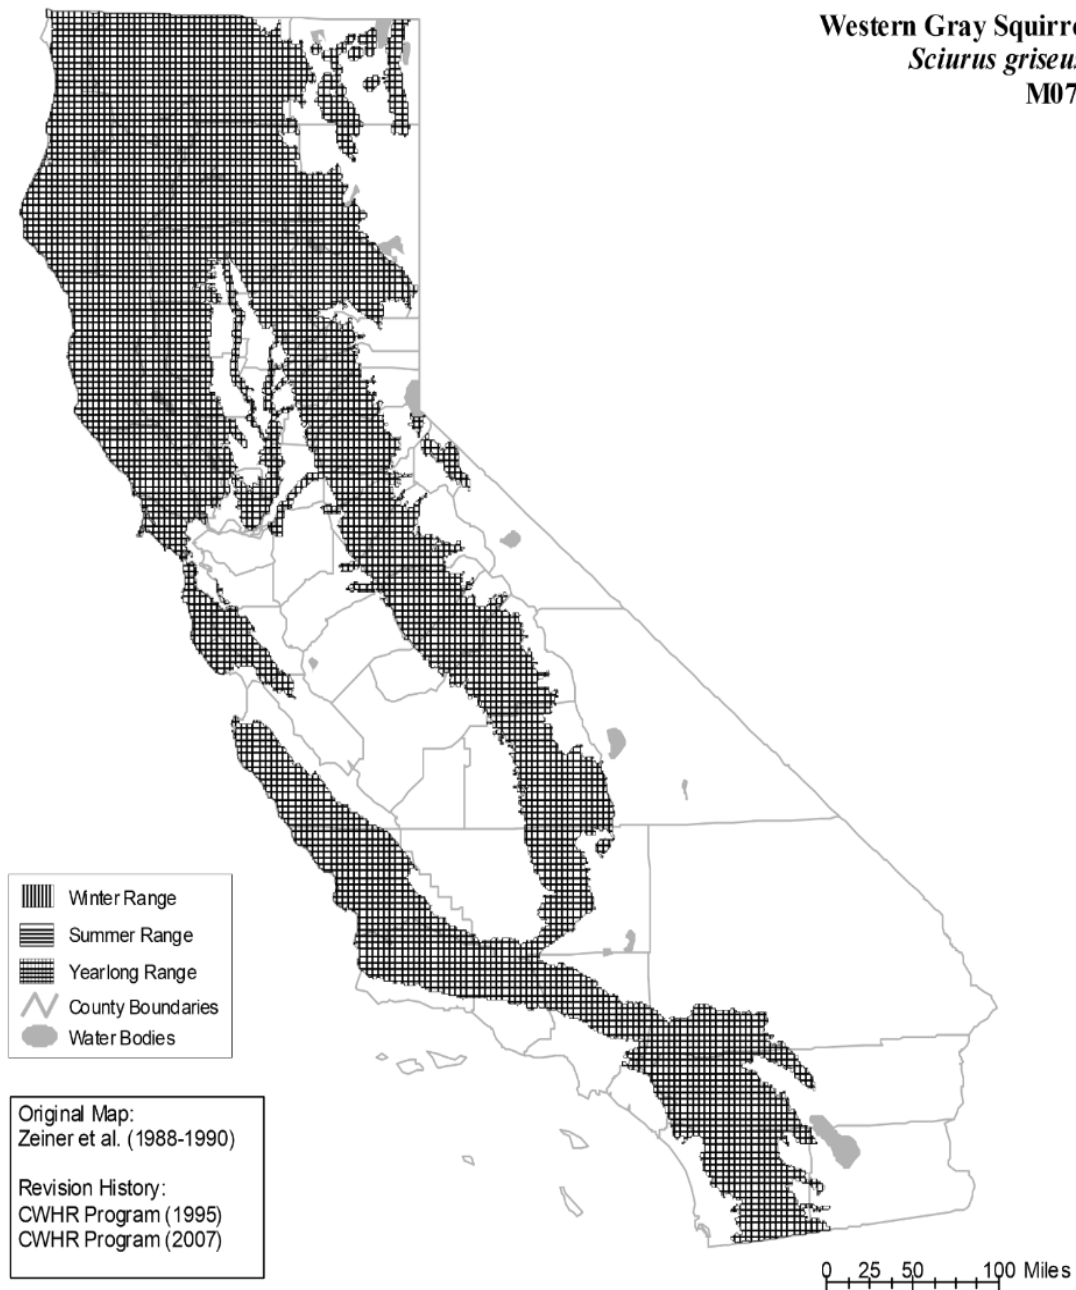 Western Gray Squirre
Sciurus griseus
M07
Winter Range
Summer Range
Yearlong Range
County Boundaries
Water Bodies
Original Map:
Zeiner et al. (1988-1990)
Revision History:
CWHR Program (1995)
CWHR Program (2007)
0 25 50 100 Miles